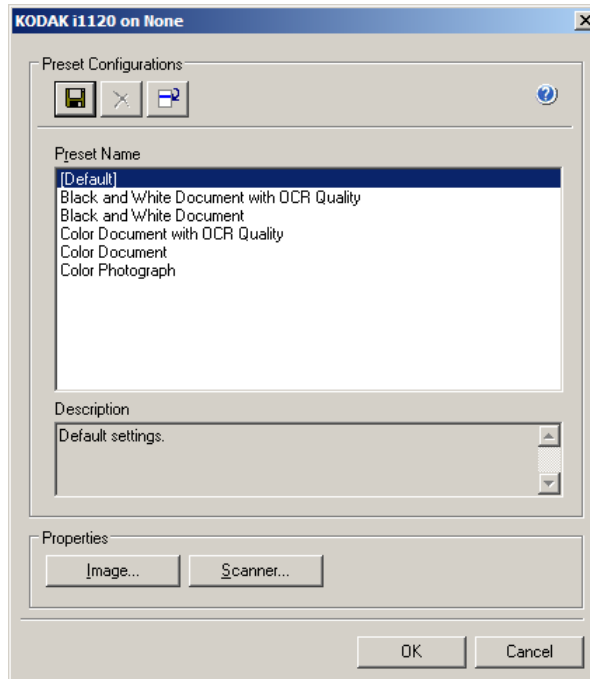 KODAK i1120 on None
Preset Configurations
Preset Name
[Default]
Black and White Document with OCR Quality
Black and White Document
Color Document with OCR Quality
Color Document
Color Photograph
Description
Default settings.
Properties
Image...
Scanner...
OK
Cancel